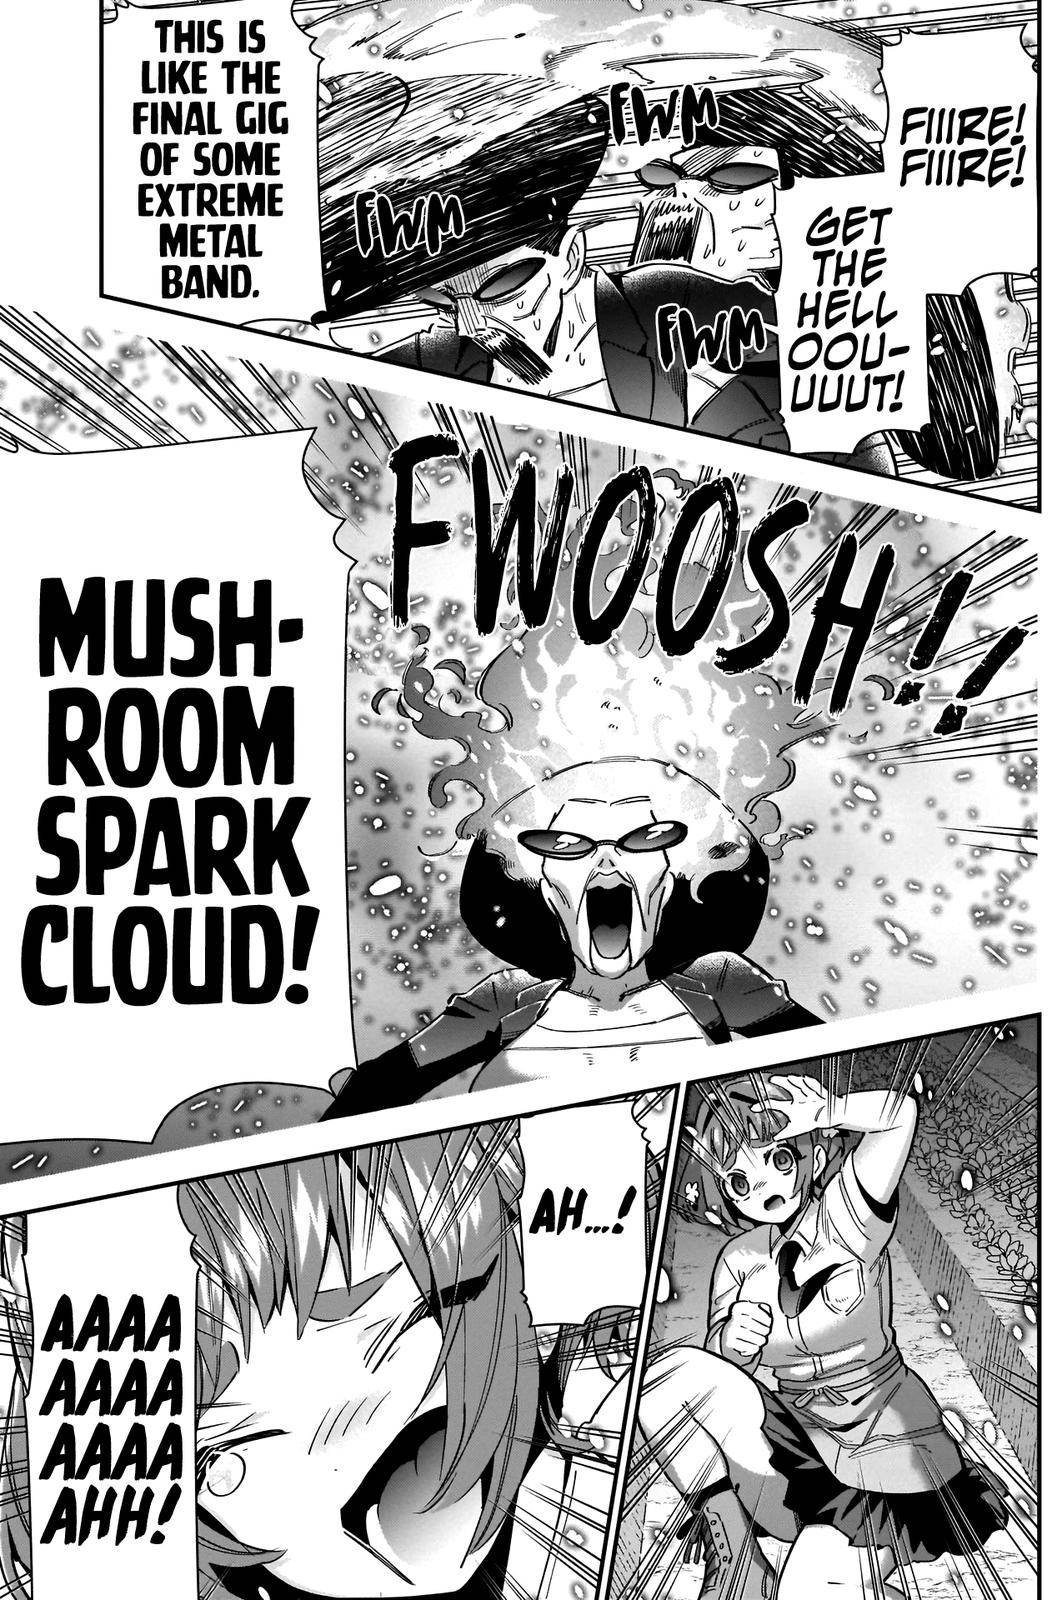 FIIIRE!
FIIIRE!
GET
THE
HELL
OOU-
UUUT!
FWM
FWM
FWM
THIS IS
LIKE THE
FINAL GIG
OF SOME
EXTREME
METAL
BAND.
FWOOSH!!
MUSH-
ROOM
SPARK
CLOUD!
AH...!
AAAA
AAAA
AAAA
AHH!